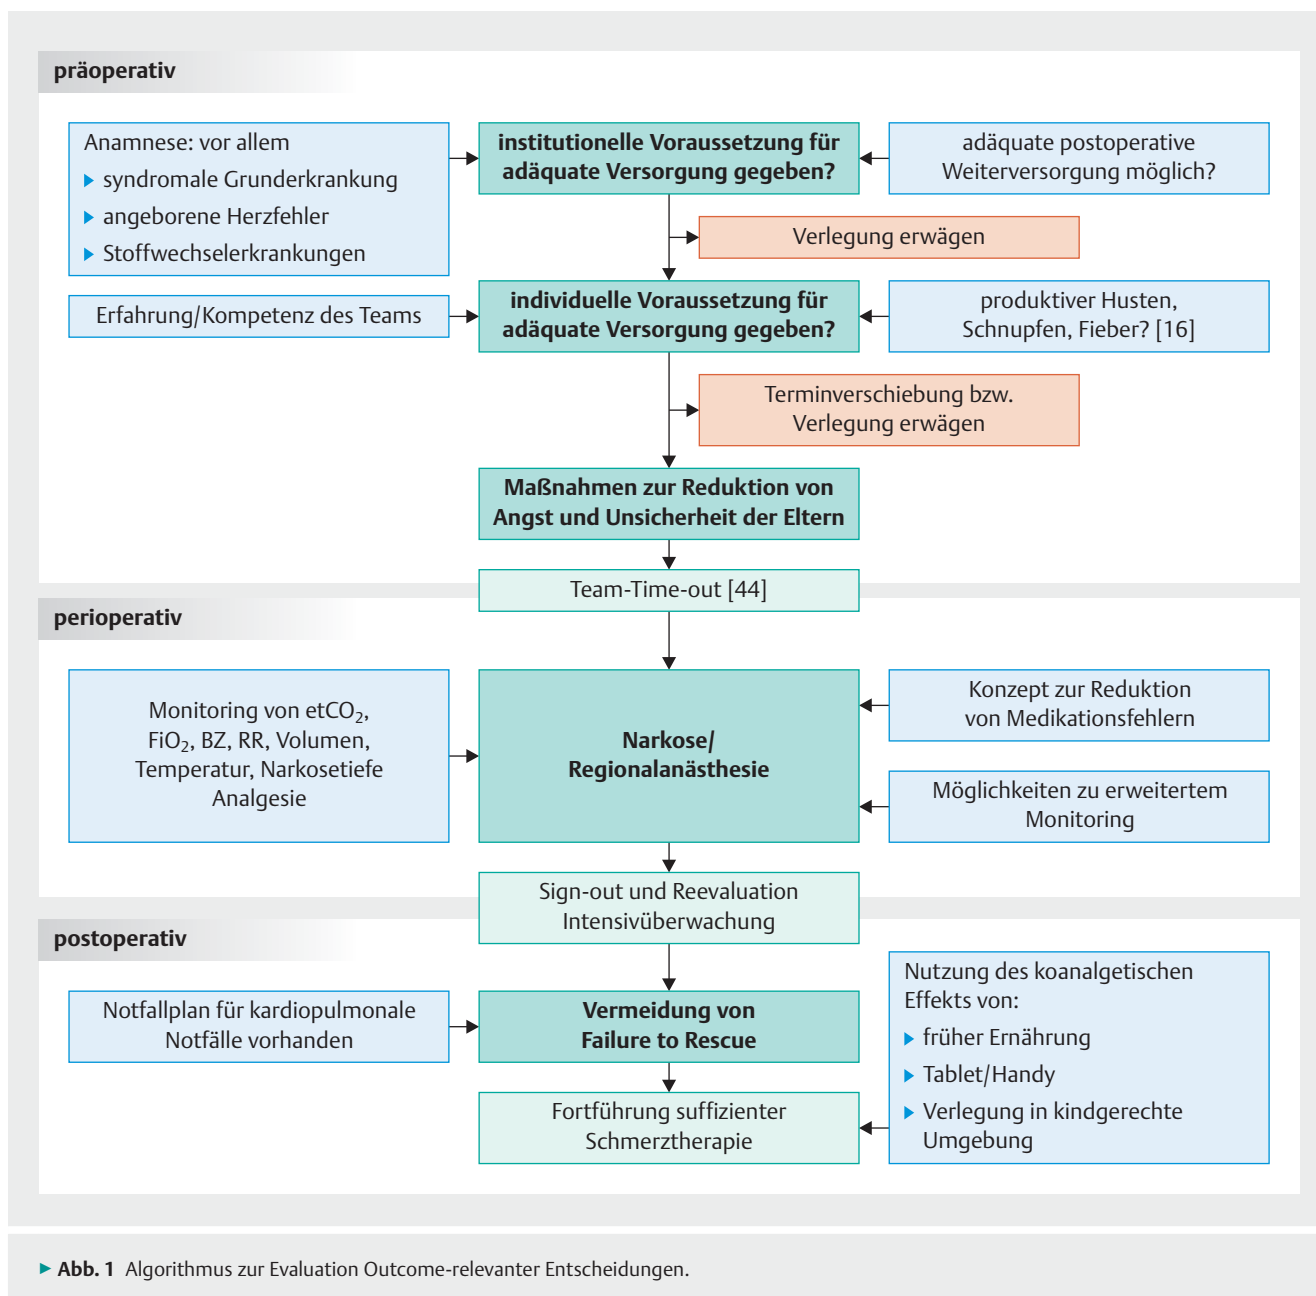 präoperativ
Anamnese: vor allem
▶ syndromale Grunderkrankung
▶ angeborene Herzfehler
▶ Stoffwechselerkrankungen
institutionelle Voraussetzung für
adäquate Versorgung gegeben?
adäquate postoperative
Weiterversorgung möglich?
Verlegung erwägen
Erfahrung/Kompetenz des Teams
individuelle Voraussetzung für
adäquate Versorgung gegeben?
produktiver Husten,
Schnupfen, Fieber? [16]
Terminverschiebung bzw.
Verlegung erwägen
Maßnahmen zur Reduktion von
Angst und Unsicherheit der Eltern
Team-Time-out [44]
perioperativ
Monitoring von etCO₂,
FiO₂, BZ, RR, Volumen,
Temperatur, Narkosetiefe
Analgesie
Narkose/
Regionalanästhesie
Konzept zur Reduktion
von Medikationsfehlern
Möglichkeiten zu erweitertem
Monitoring
Sign-out und Reevaluation
Intensivüberwachung
postoperativ
Notfallplan für kardiopulmonale
Notfälle vorhanden
Vermeidung von
Failure to Rescue
Nutzung des koanalgetischen
Effekts von:
▶ früher Ernährung
▶ Tablet/Handy
▶ Verlegung in kindgerechte
Umgebung
Fortführung suffizienter
Schmerztherapie
▶ Abb. 1 Algorithmus zur Evaluation Outcome-relevanter Entscheidungen.